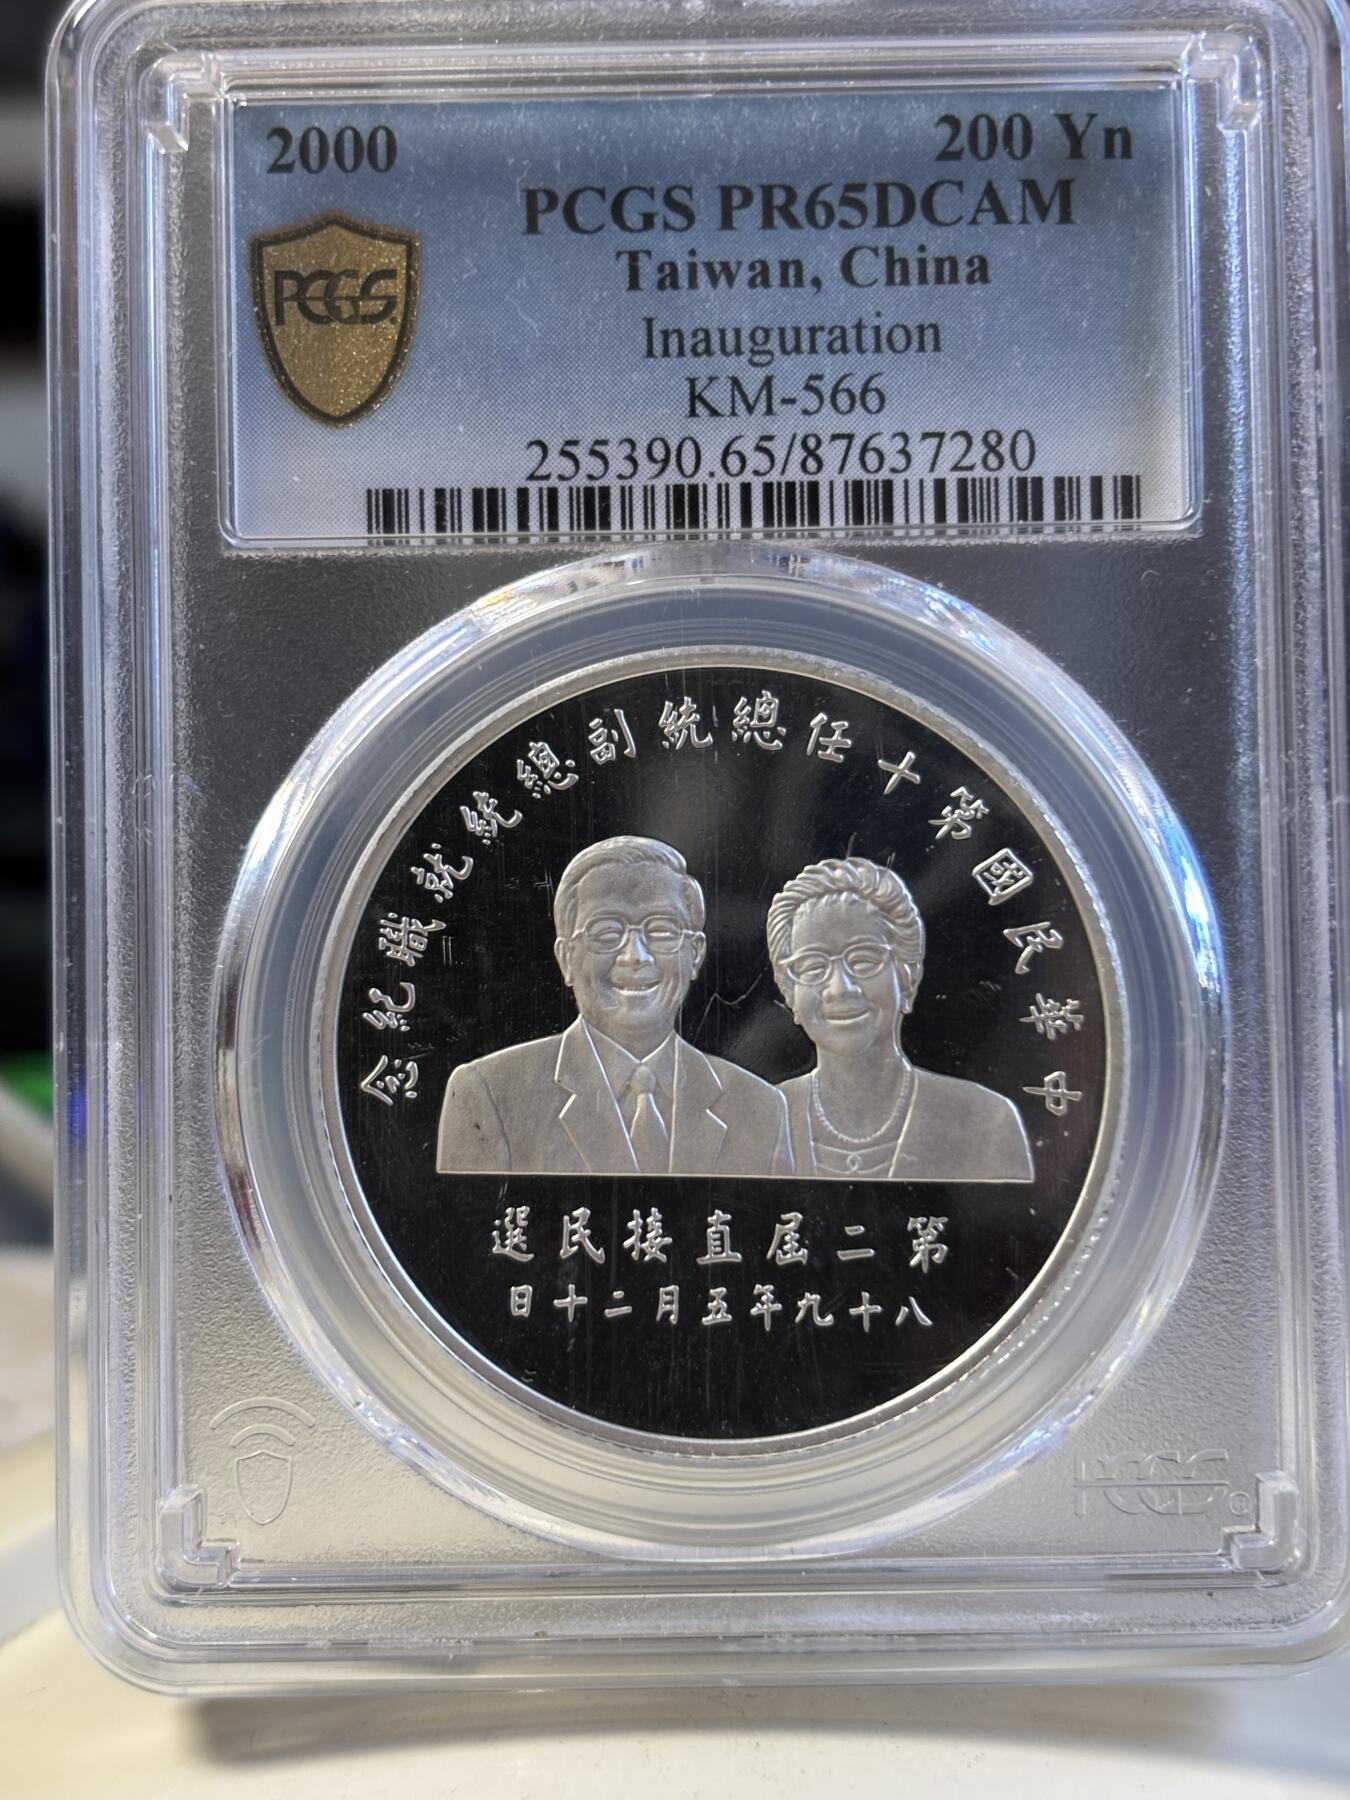 2000
200 Yn
PCGS PR65DCAM
Taiwan, China
PCGS
Inauguration
KM-566
255390.65/87637280
中華民國第十任總統副總統就職紀念
第二屆直接民選
八十九年五月二十日
PCGS